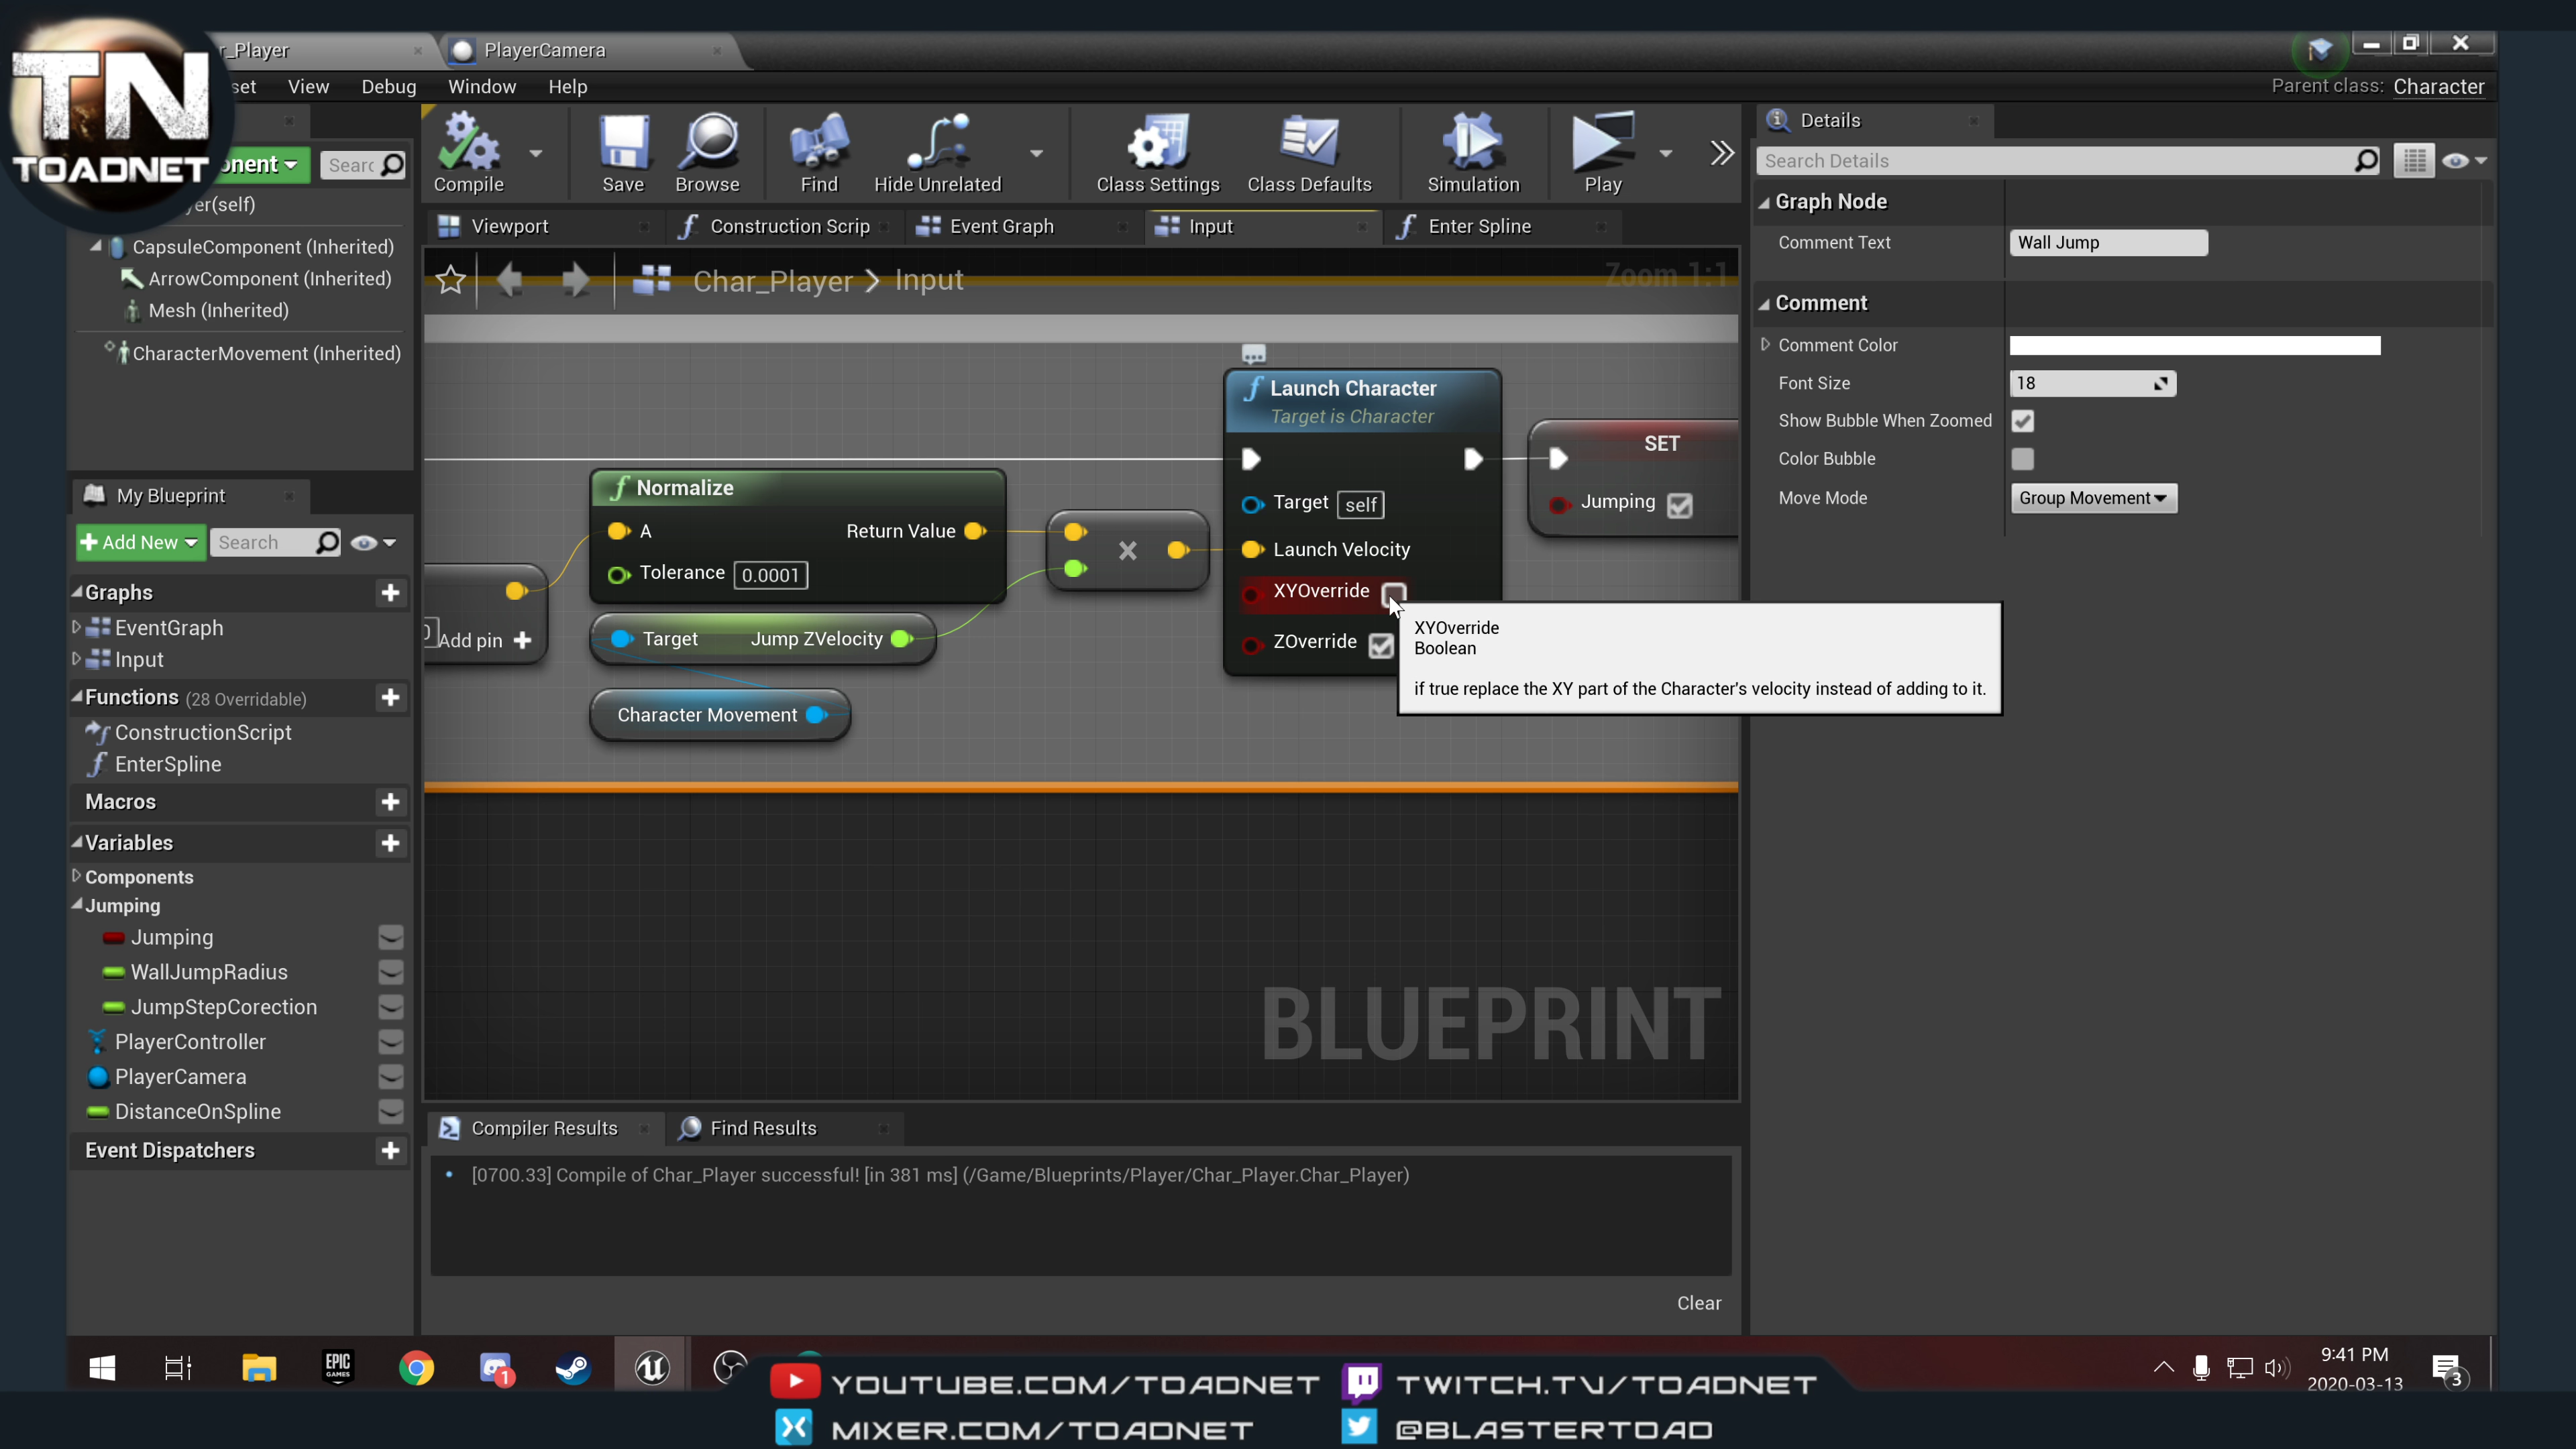 TN
TOADNET
r_Player
PlayerCamera
set
View
Debug
Window
Help
Parent class:
Character
onent
Searc
yer(self)
CapsuleComponent (Inherited)
ArrowComponent (Inherited)
Mesh (Inherited)
CharacterMovement (Inherited)
Compile
Save
Browse
Find
Hide Unrelated
Class Settings
Class Defaults
Simulation
Play
Viewport
Construction Scrip
Event Graph
Input
Enter Spline
Char_Player > Input
Zoom 1:1
Details
Search Details
Graph Node
Comment Text
Wall Jump
Comment
Comment Color
Font Size
18
Show Bubble When Zoomed
Color Bubble
Move Mode
Group Movement
My Blueprint
Add New
Search
Graphs
EventGraph
Input
Functions (28 Overridable)
ConstructionScript
EnterSpline
Macros
Variables
Components
Jumping
Jumping
WallJumpRadius
JumpStepCorection
PlayerController
PlayerCamera
DistanceOnSpline
Event Dispatchers
Add pin
f Normalize
A
Return Value
Tolerance
0.0001
Target
Jump ZVelocity
Character Movement
f Launch Character
Target is Character
Target
self
Launch Velocity
XYOverride
ZOverride
SET
Jumping
XYOverride
Boolean
if true replace the XY part of the Character's velocity instead of adding to it.
BLUEPRINT
Compiler Results
Find Results
[0700.33] Compile of Char_Player successful! [in 381 ms] (/Game/Blueprints/Player/Char_Player.Char_Player)
Clear
EPIC
GAMES
1
9:41 PM
2020-03-13
3
YOUTUBE.COM/TOADNET
TWITCH.TV/TOADNET
MIXER.COM/TOADNET
@BLASTERTOAD